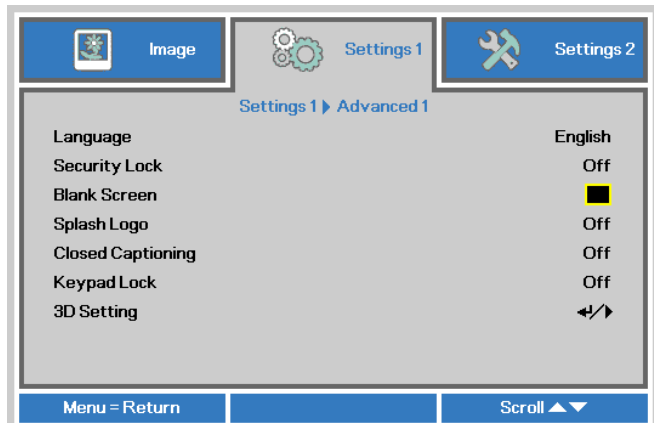 Image
Settings 1
Settings 2
Settings 1 Advanced 1
Language English
Security Lock Off
Blank Screen
Splash Logo Off
Closed Captioning Off
Keypad Lock Off
3D Setting ↵/▶
Menu = Return Scroll ▲▼